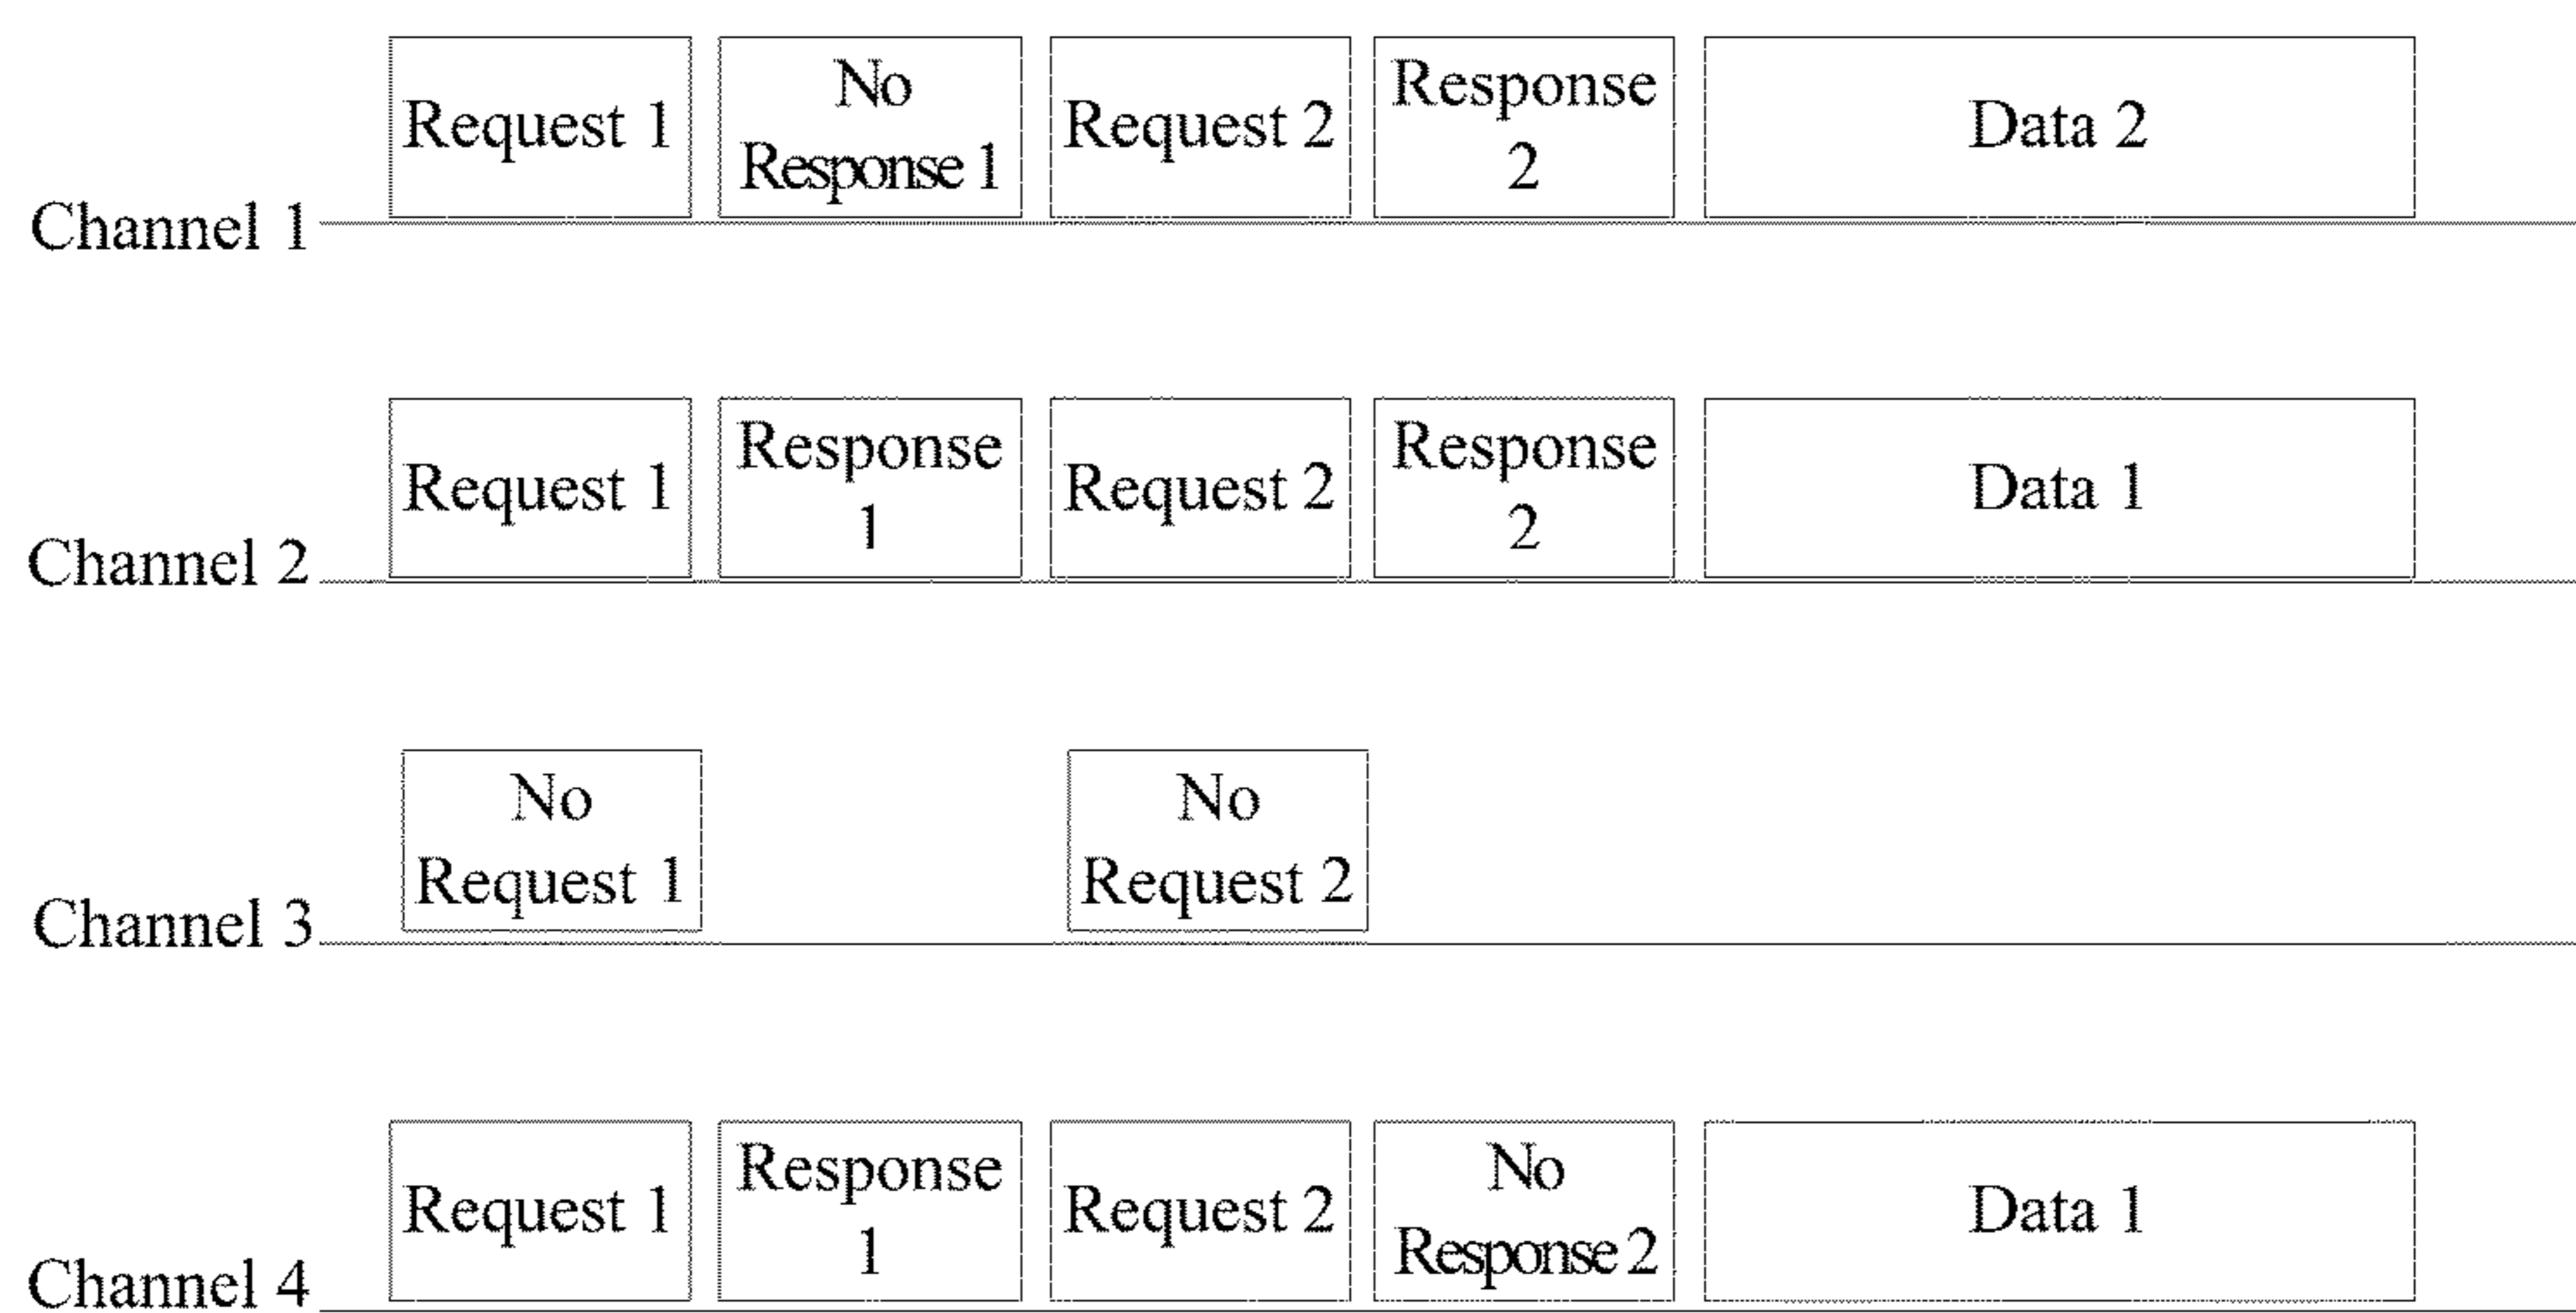 Channel 1
Request 1
No
Response 1
Request 2
Response
2
Data 2
Channel 2
Request 1
Response
1
Request 2
Response
2
Data 1
Channel 3
No
Request 1
No
Request 2
Channel 4
Request 1
Response
1
Request 2
No
Response 2
Data 1